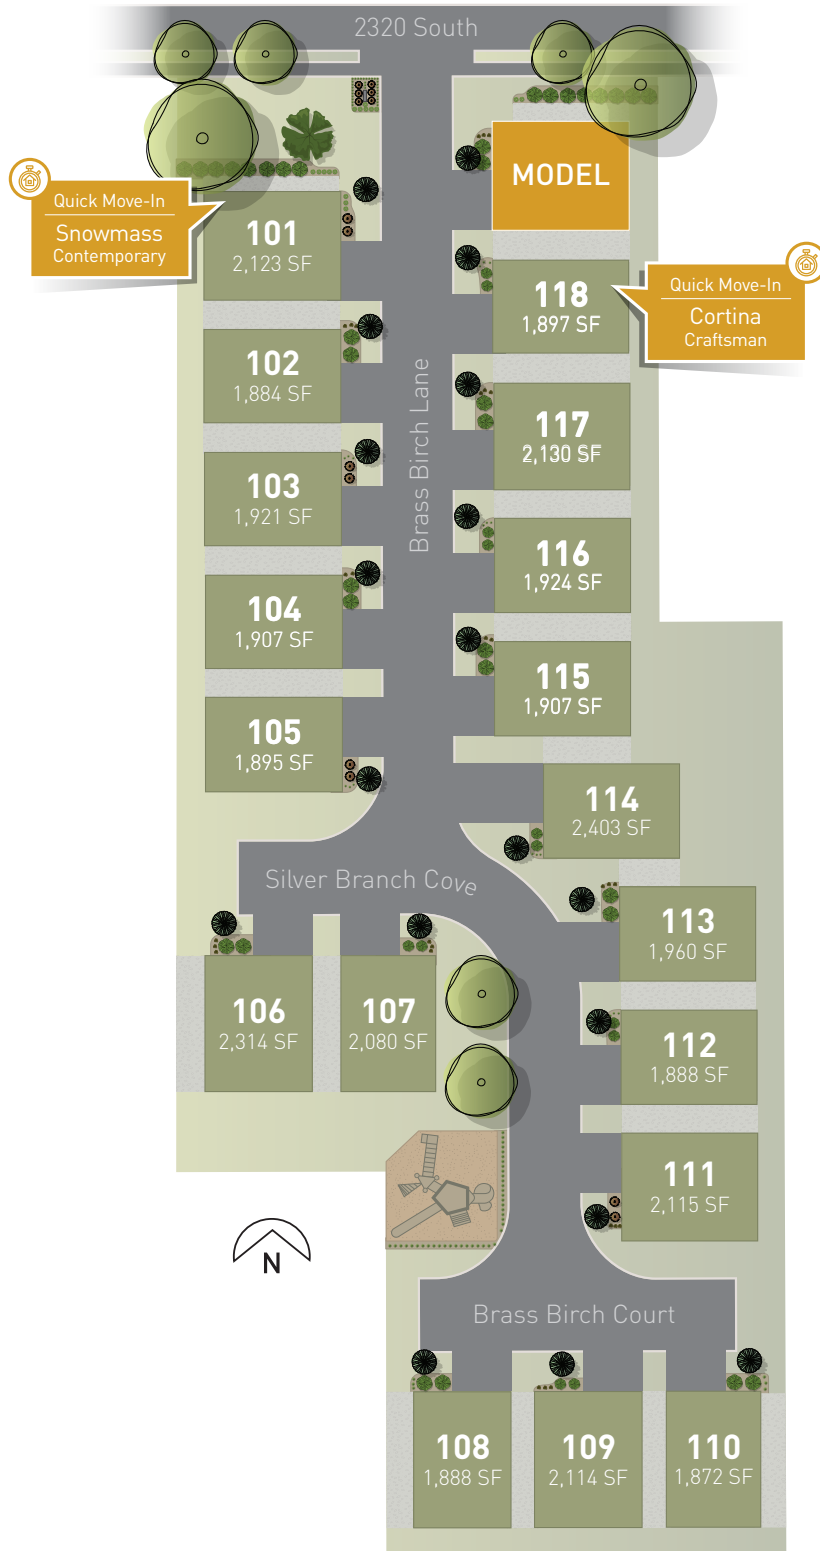 2320 South
MODEL
Quick Move-In
Snowmass
Contemporary
101
2,123 SF
118
1,897 SF
Quick Move-In
Cortina
Craftsman
102
1,884 SF
Brass Birch Lane
117
2,130 SF
103
1,921 SF
116
1,924 SF
104
1,907 SF
115
1,907 SF
105
1,895 SF
114
2,403 SF
Silver Branch Cove
113
1,960 SF
106
2,314 SF
107
2,080 SF
112
1,888 SF
111
2,115 SF
N
Brass Birch Court
108
1,888 SF
109
2,114 SF
110
1,872 SF